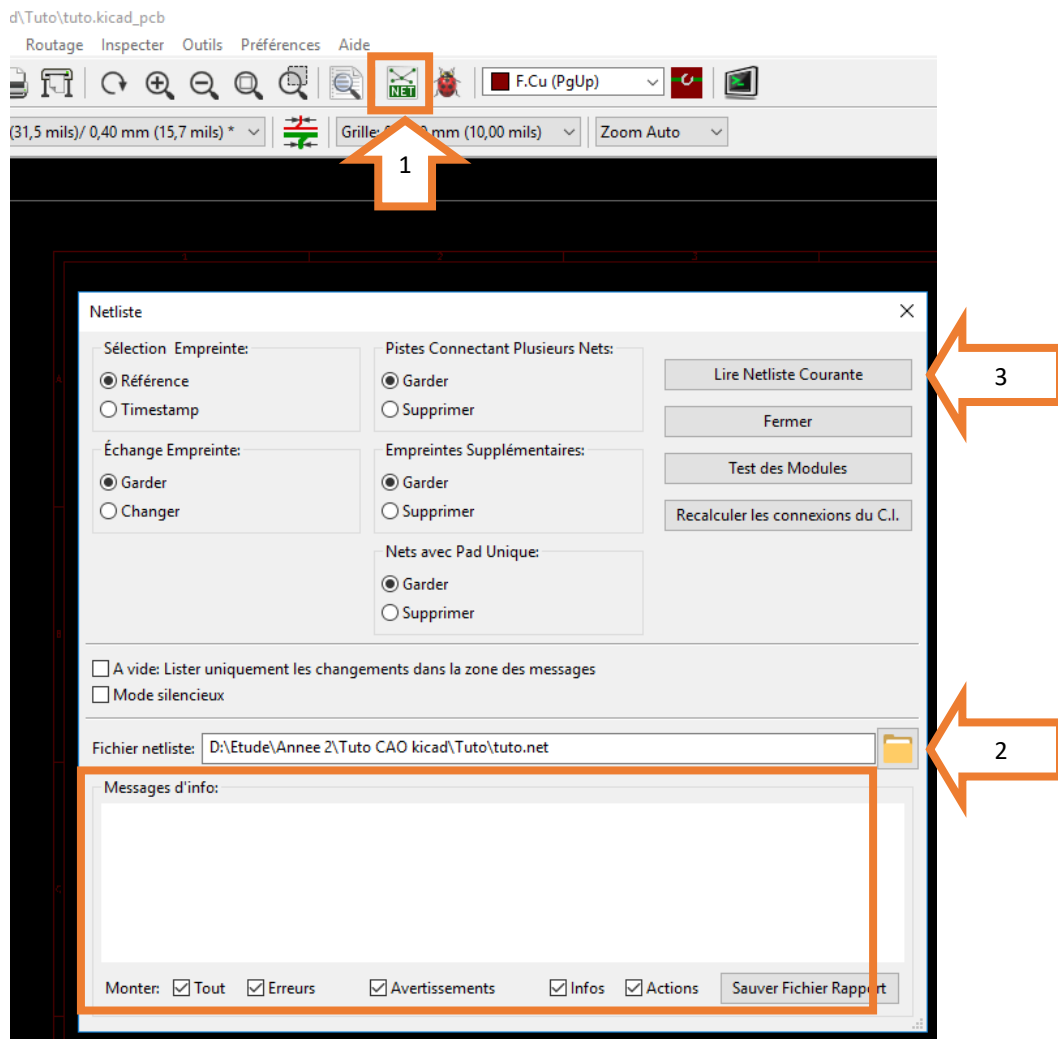 d\Tuto\tuto.kicad_pcb
Routage Inspecter Outils Préférences Aide
NET
F.Cu (PgUp)
(31,5 mils)/ 0,40 mm (15,7 mils) *
Grille: mm (10,00 mils)
Zoom Auto
1
Netliste
Sélection Empreinte:
Référence
Timestamp
Échange Empreinte:
Garder
Changer
Pistes Connectant Plusieurs Nets:
Garder
Supprimer
Empreintes Supplémentaires:
Garder
Supprimer
Nets avec Pad Unique:
Garder
Supprimer
Lire Netliste Courante
3
Fermer
Test des Modules
Recalculer les connexions du C.I.
A vide: Lister uniquement les changements dans la zone des messages
Mode silencieux
Fichier netliste: D:\Etude\Annee 2\Tuto CAO kicad\Tuto\tuto.net
2
Messages d'info:
Monter: Tout Erreurs Avertissements Infos Actions Sauver Fichier Rapport